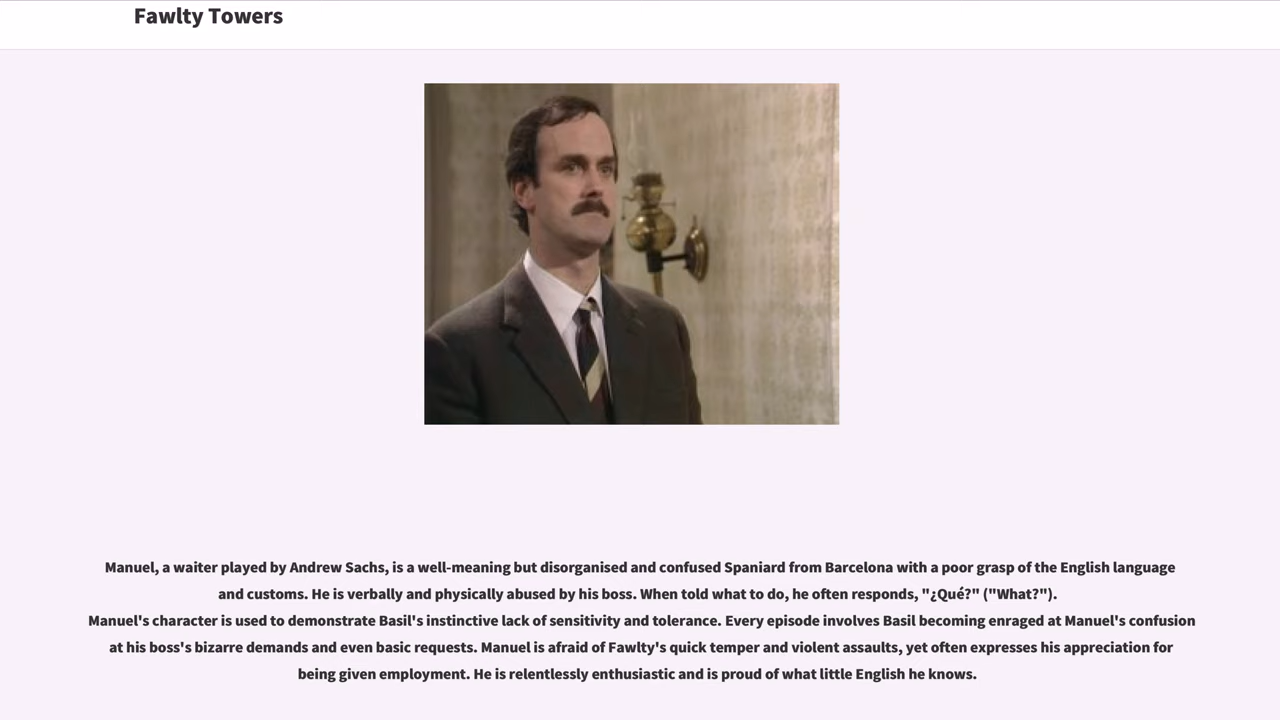 Fawlty Towers
Manuel, a waiter played by Andrew Sachs, is a well-meaning but disorganised and confused Spaniard from Barcelona with a poor grasp of the English language
and customs. He is verbally and physically abused by his boss. When told what to do, he often responds, "¿Qué?" ("What?").
Manuel's character is used to demonstrate Basil's instinctive lack of sensitivity and tolerance. Every episode involves Basil becoming enraged at Manuel's confusion
at his boss's bizarre demands and even basic requests. Manuel is afraid of Fawlty's quick temper and violent assaults, yet often expresses his appreciation for
being given employment. He is relentlessly enthusiastic and is proud of what little English he knows.